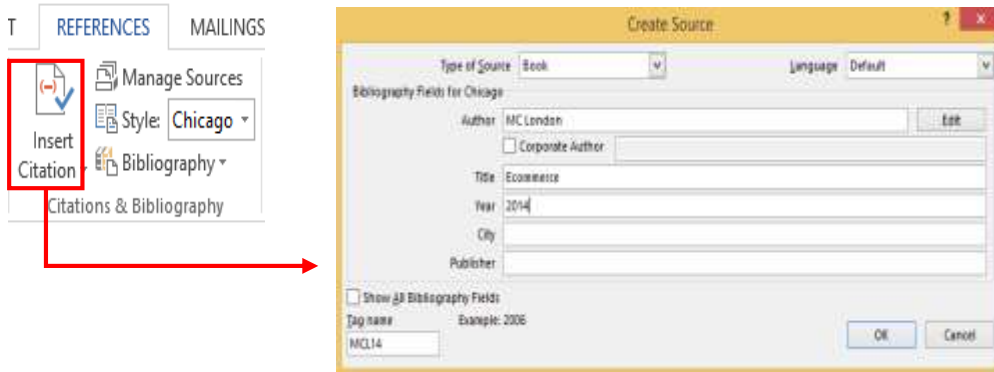 T REFERENCES MAILINGS
Manage Sources
Style: Chicago
Insert
Citation
Bibliography
Citations & Bibliography
Create Source
?
Type of Source Book
Language Default
Bibliography Fields for Chicago
Author MC London
Edit
Corporate Author
Title Ecommerce
Year 2014
City
Publisher
Show All Bibliography Fields
Tag name
Example: 2006
MCL14
OK
Cancel